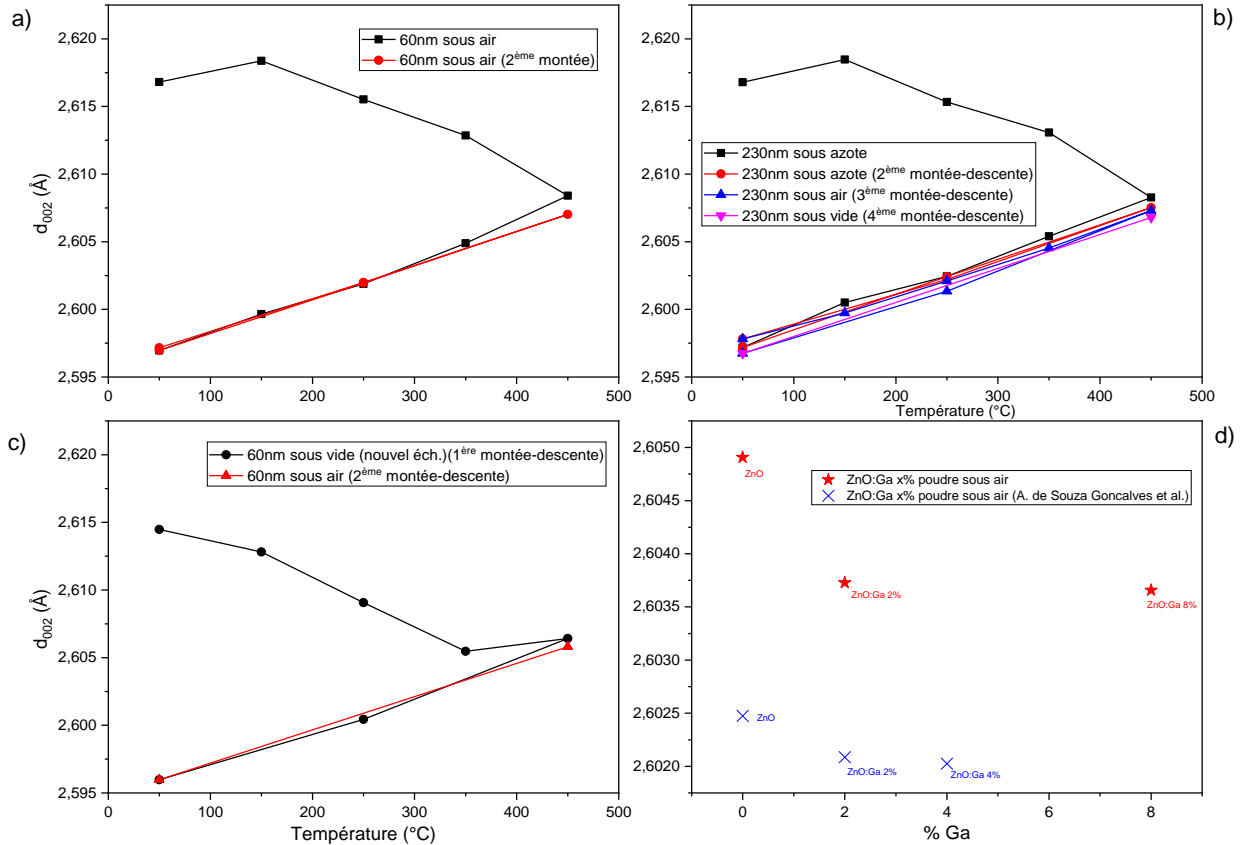 a)
2,620
2,615
2,610
2,605
2,600
2,595
d002 (Å)
60nm sous air
60nm sous air (2ème montée)
0
100
200
300
400
500
b)
2,620
2,615
2,610
2,605
2,600
2,595
230nm sous azote
230nm sous azote (2ème montée-descente)
230nm sous air (3ème montée-descente)
230nm sous vide (4ème montée-descente)
0
100
200
300
400
500
Température (°C)
c)
2,620
2,615
2,610
2,605
2,600
2,595
d002 (Å)
60nm sous vide (nouvel éch.)(1ère montée-descente)
60nm sous air (2ème montée-descente)
0
100
200
300
400
500
Température (°C)
d)
2,6050
2,6045
2,6040
2,6035
2,6030
2,6025
2,6020
ZnO:Ga x% poudre sous air
ZnO:Ga x% poudre sous air (A. de Souza Goncalves et al.)
ZnO
ZnO:Ga 2%
ZnO:Ga 8%
ZnO
ZnO:Ga 2%
ZnO:Ga 4%
0
2
4
6
8
% Ga